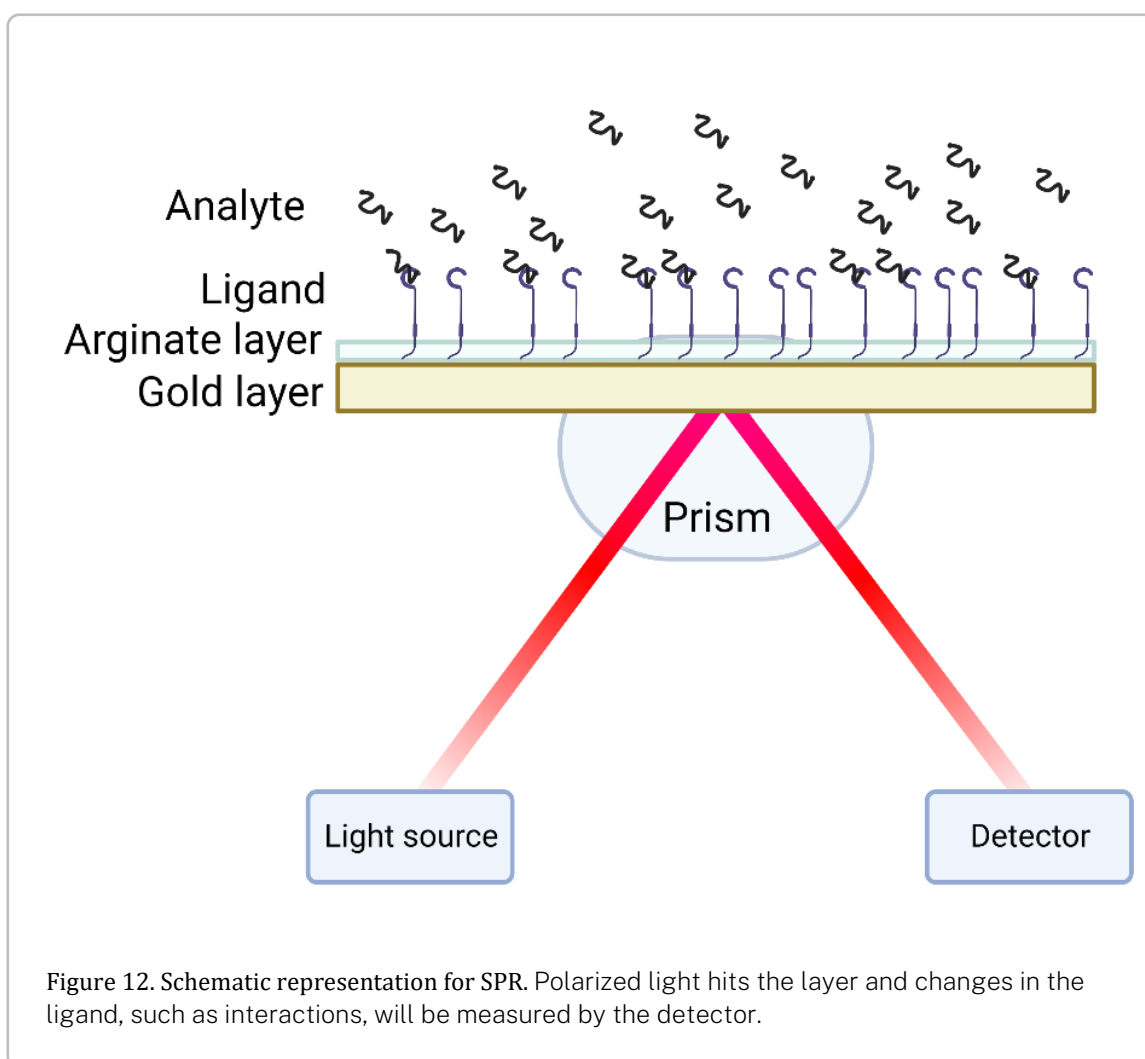 Analyte
Ligand
Arginate layer
Gold layer
Prism
Light source
Detector
Figure 12. Schematic representation for SPR. Polarized light hits the layer and changes in the
ligand, such as interactions, will be measured by the detector.